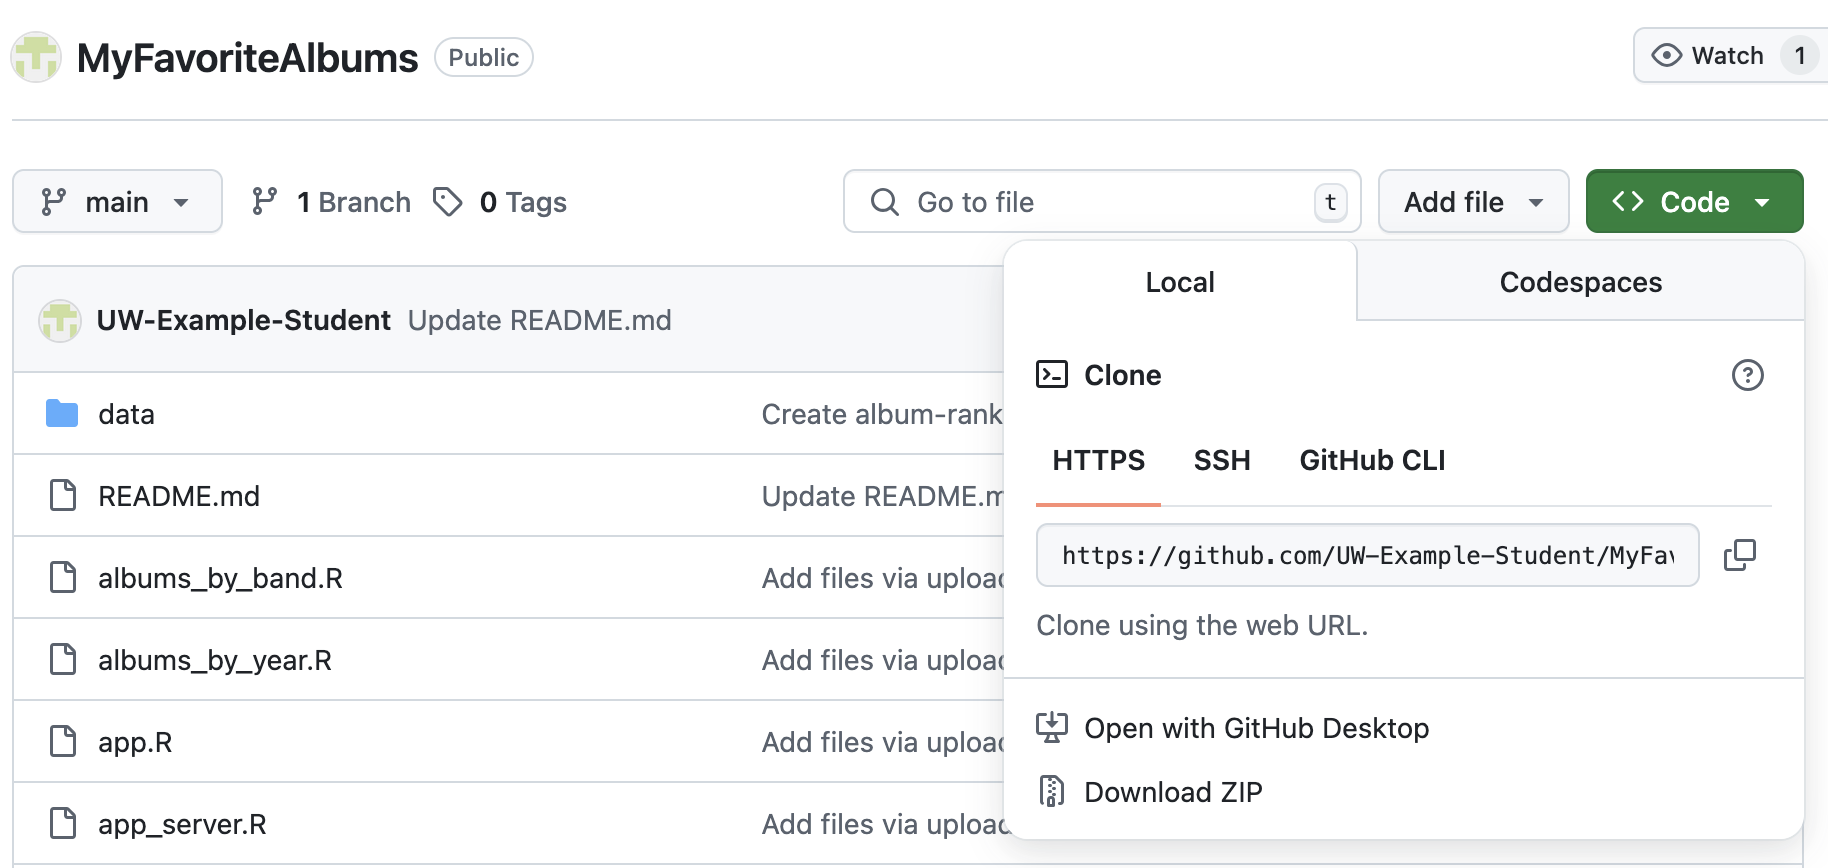 MyFavoriteAlbums Public
Watch 1
main 1 Branch 0 Tags
Go to file t Add file Code
UW-Example-Student Update README.md
data Create album-rank
README.md Update README.m
albums_by_band.R Add files via upload
albums_by_year.R Add files via upload
app.R Add files via upload
app_server.R Add files via upload
Local Codespaces
Clone
HTTPS SSH GitHub CLI
https://github.com/UW-Example-Student/MyFav
Clone using the web URL.
Open with GitHub Desktop
Download ZIP